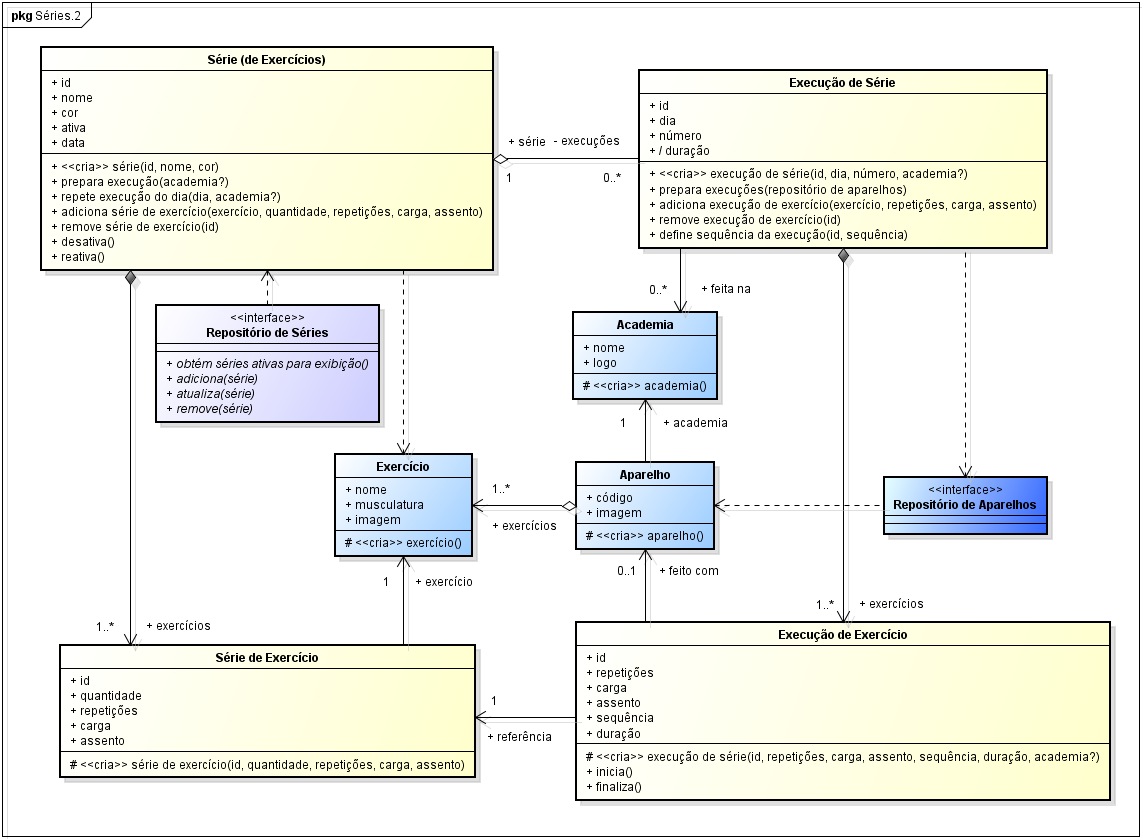 pkg Séries.2
Série (de Exercícios)
+ id
+ nome
+ cor
+ ativa
+ data
+ <<cria>> série(id, nome, cor)
+ prepara execução(academia?)
+ repete execução do dia(dia, academia?)
+ adiciona série de exercício(exercício, quantidade, repetições, carga, assento)
+ remove série de exercício(id)
+ desativa()
+ reativa()
+ série
- execuções
1
0..*
Execução de Série
+ id
+ dia
+ número
+ / duração
+ <<cria>> execução de série(id, dia, número, academia?)
+ prepara execuções(repositório de aparelhos)
+ adiciona execução de exercício(exercício, repetições, carga, assento)
+ remove execução de exercício(id)
+ define sequência da execução(id, sequência)
0..*
+ feita na
<<interface>>
Repositório de Séries
+ obtém séries ativas para exibição()
+ adiciona(série)
+ atualiza(série)
+ remove(série)
Academia
+ nome
+ logo
# <<cria>> academia()
1
+ academia
Exercício
+ nome
+ musculatura
+ imagem
# <<cria>> exercício()
1..*
+ exercícios
Aparelho
+ código
+ imagem
# <<cria>> aparelho()
<<interface>>
Repositório de Aparelhos
1
+ exercício
0..1
+ feito com
1..*
+ exercícios
1..*
+ exercícios
Série de Exercício
+ id
+ quantidade
+ repetições
+ carga
+ assento
# <<cria>> série de exercício(id, quantidade, repetições, carga, assento)
1
+ referência
Execução de Exercício
+ id
+ repetições
+ carga
+ assento
+ sequência
+ duração
# <<cria>> execução de série(id, repetições, carga, assento, sequência, duração, academia?)
+ inicia()
+ finaliza()